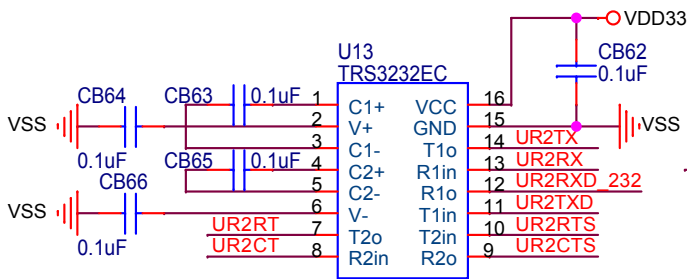 VDD33
U13
TRS3232EC
CB62
0.1uF
CB64
CB63
0.1uF
1
C1+
VCC
16
VSS
2
V+
GND
15
VSS
3
C1-
T1o
14
UR2TX
0.1uF
CB65
0.1uF
4
C2+
R1in
13
UR2RX
CB66
5
C2-
R1o
12
UR2RXD_232
VSS
6
V-
T1in
11
UR2TXD
UR2RT
7
T2o
T2in
10
UR2RTS
0.1uF
UR2CT
8
R2in
R2o
9
UR2CTS